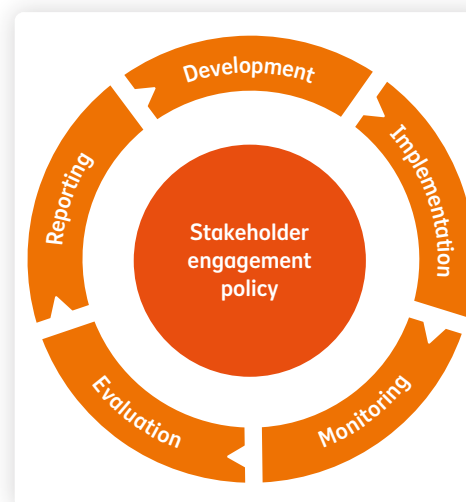 Development
Implementation
Monitoring
Evaluation
Reporting
Stakeholder
engagement
policy